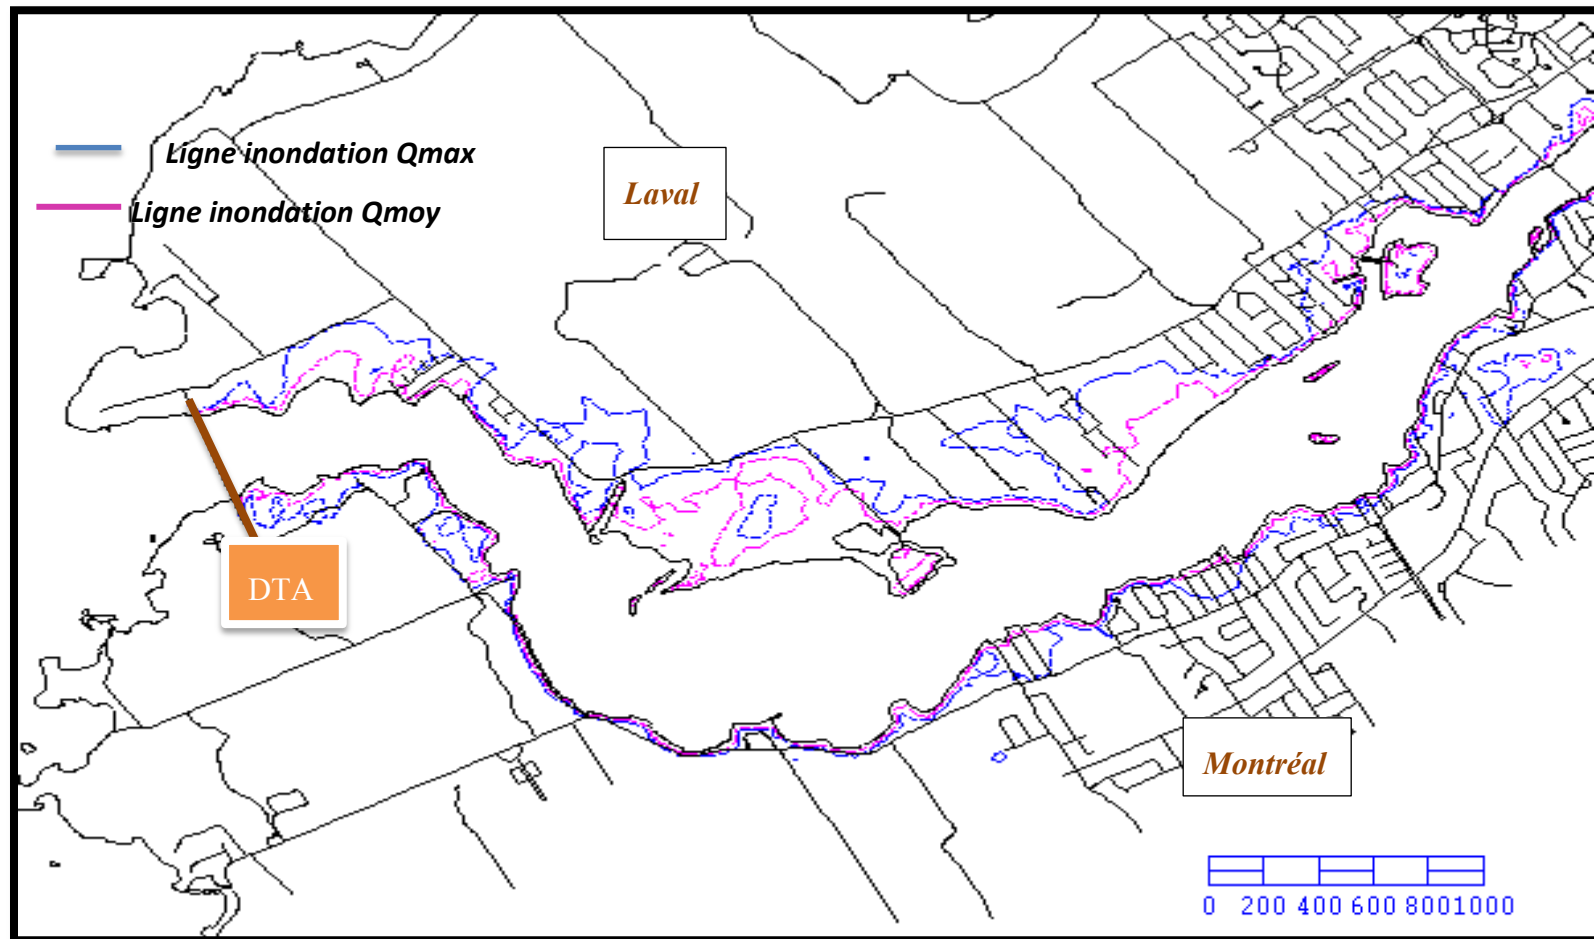 Ligne inondation Qmax
Ligne inondation Qmoy
Laval
DTA
Montréal
0 200 400 600 8001000